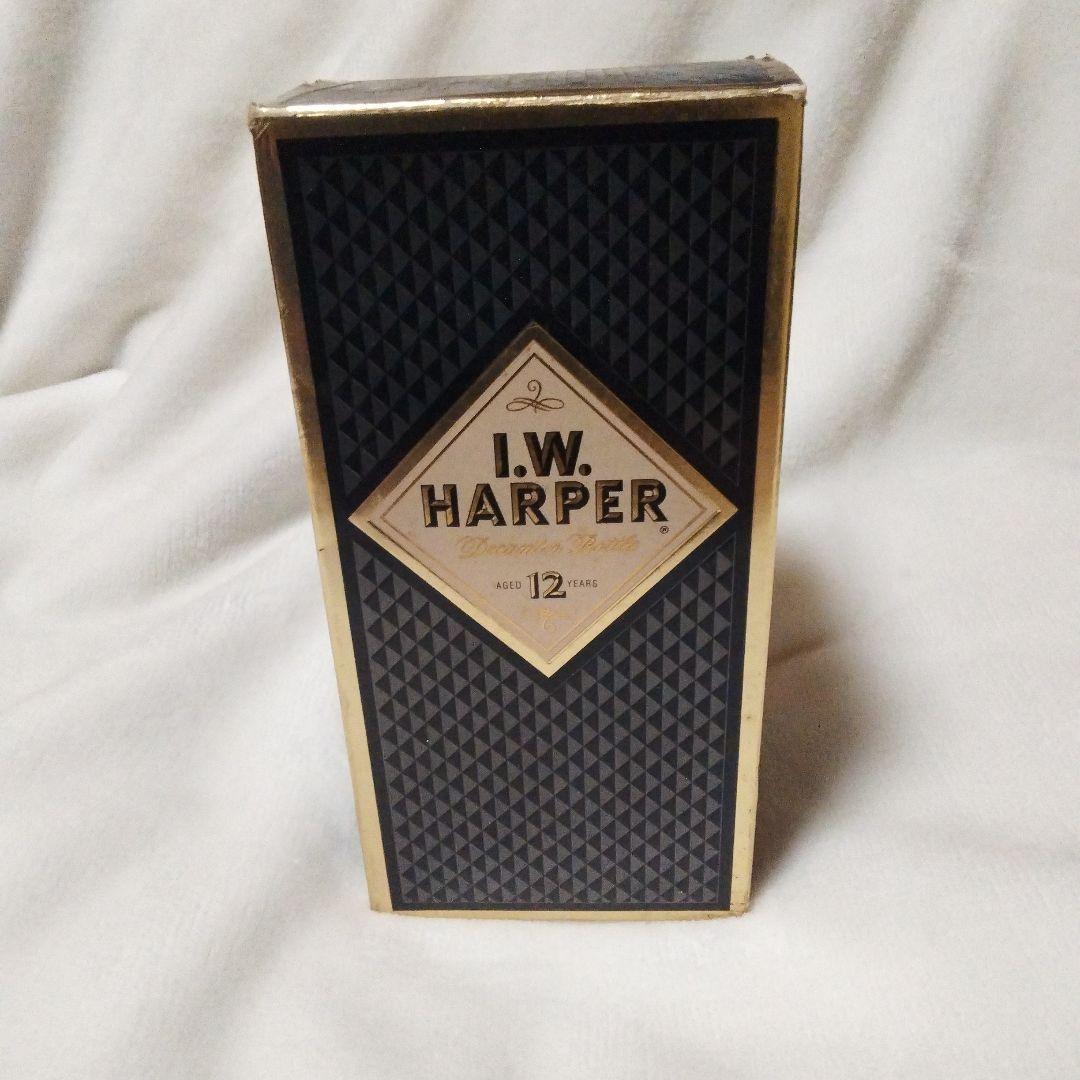 I.W.
HARPER®
Decanter Bottle
AGED 12 YEARS